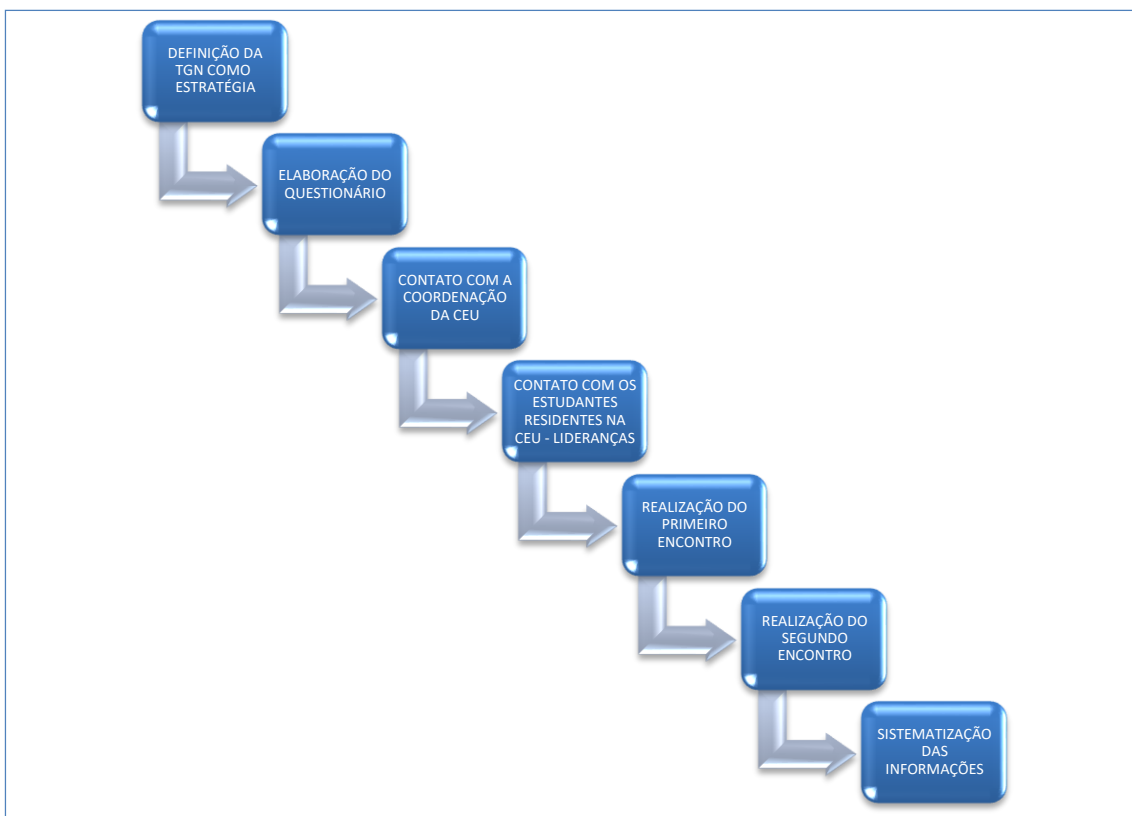 DEFINIÇÃO DA
TGN COMO
ESTRATÉGIA
ELABORAÇÃO DO
QUESTIONÁRIO
CONTATO COM A
COORDENAÇÃO
DA CEU
CONTATO COM OS
ESTUDANTES
RESIDENTES NA
CEU - LIDERANÇAS
REALIZAÇÃO DO
PRIMEIRO
ENCONTRO
REALIZAÇÃO DO
SEGUNDO
ENCONTRO
SISTEMATIZAÇÃO
DAS
INFORMAÇÕES